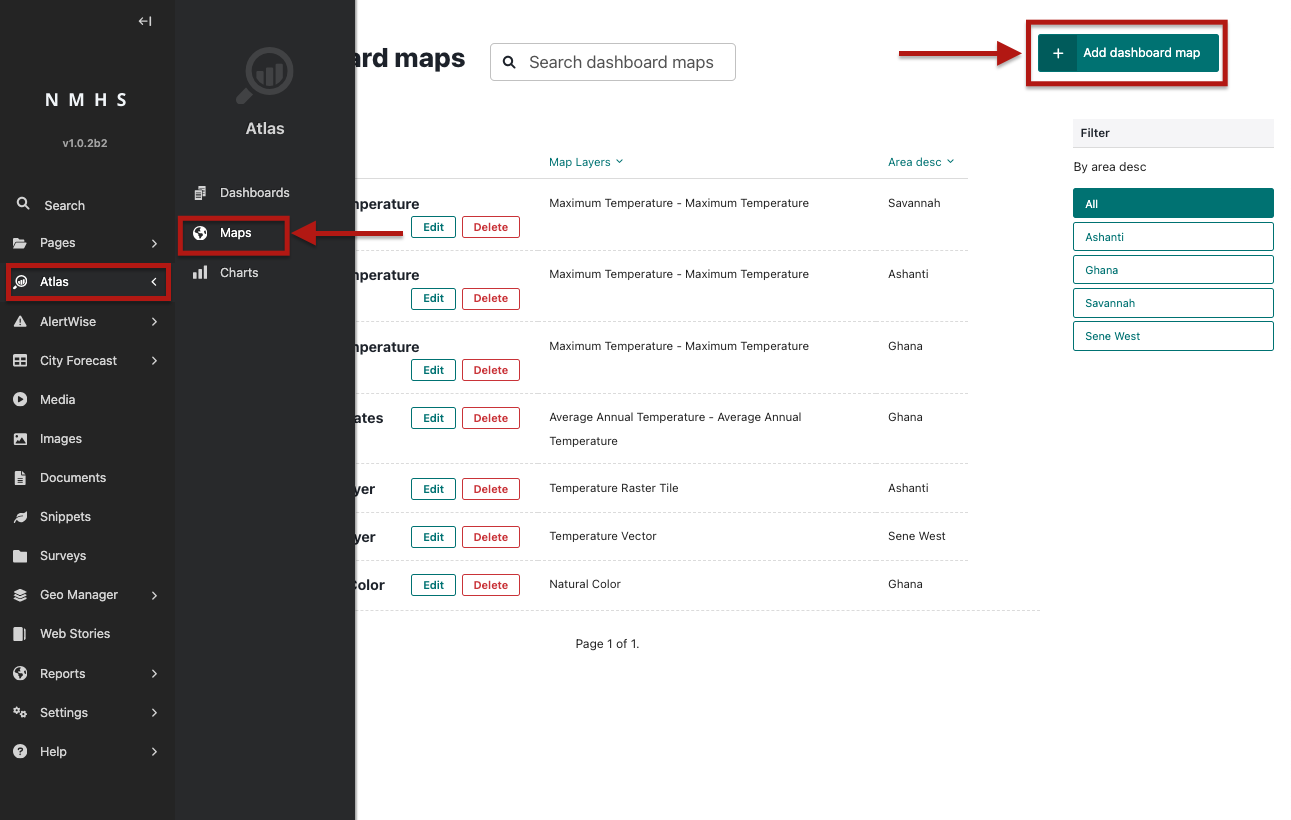 NMHS
v1.0.2b2
Search
Pages
Atlas
AlertWise
City Forecast
Media
Images
Documents
Snippets
Surveys
Geo Manager
Web Stories
Reports
Settings
Help
Atlas
Dashboards
Maps
Charts
ard maps
Search dashboard maps
Add dashboard map
Map Layers
Area desc
nperature
Maximum Temperature - Maximum Temperature
Savannah
Edit
Delete
nperature
Maximum Temperature - Maximum Temperature
Ashanti
Edit
Delete
nperature
Maximum Temperature - Maximum Temperature
Ghana
Edit
Delete
ates
Edit
Delete
Average Annual Temperature - Average Annual
Temperature
Ghana
yer
Edit
Delete
Temperature Raster Tile
Ashanti
yer
Edit
Delete
Temperature Vector
Sene West
Color
Edit
Delete
Natural Color
Ghana
Page 1 of 1.
Filter
By area desc
All
Ashanti
Ghana
Savannah
Sene West